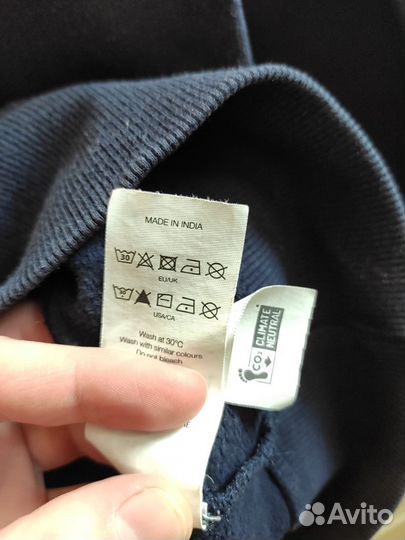 MADE IN INDIA
30
EU/UK
USA/CA
Wash at 30°C
Wash with similar colours
Do not bleach
CO2
CLIMATE
NEUTRAL
Avito